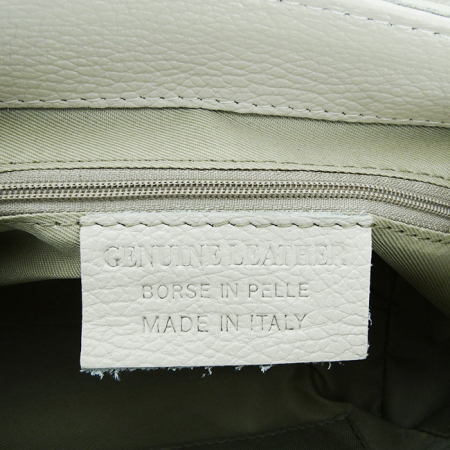 GENUINE LEATHER
BORSE IN PELLE
MADE IN ITALY